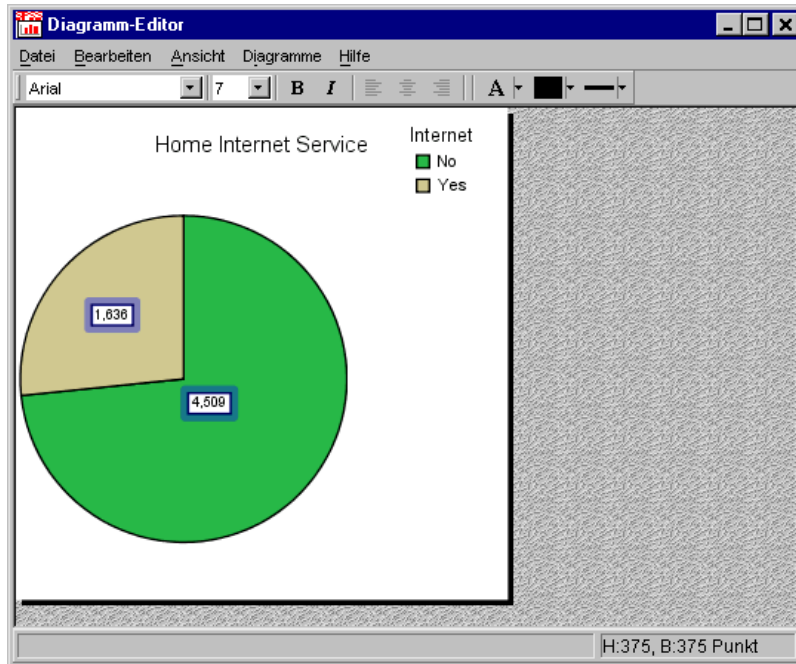 Diagramm-Editor
Datei Bearbeiten Ansicht Diagramme Hilfe
Arial 7 B I A
Home Internet Service
Internet
No
Yes
1,636
4,509
H:375, B:375 Punkt